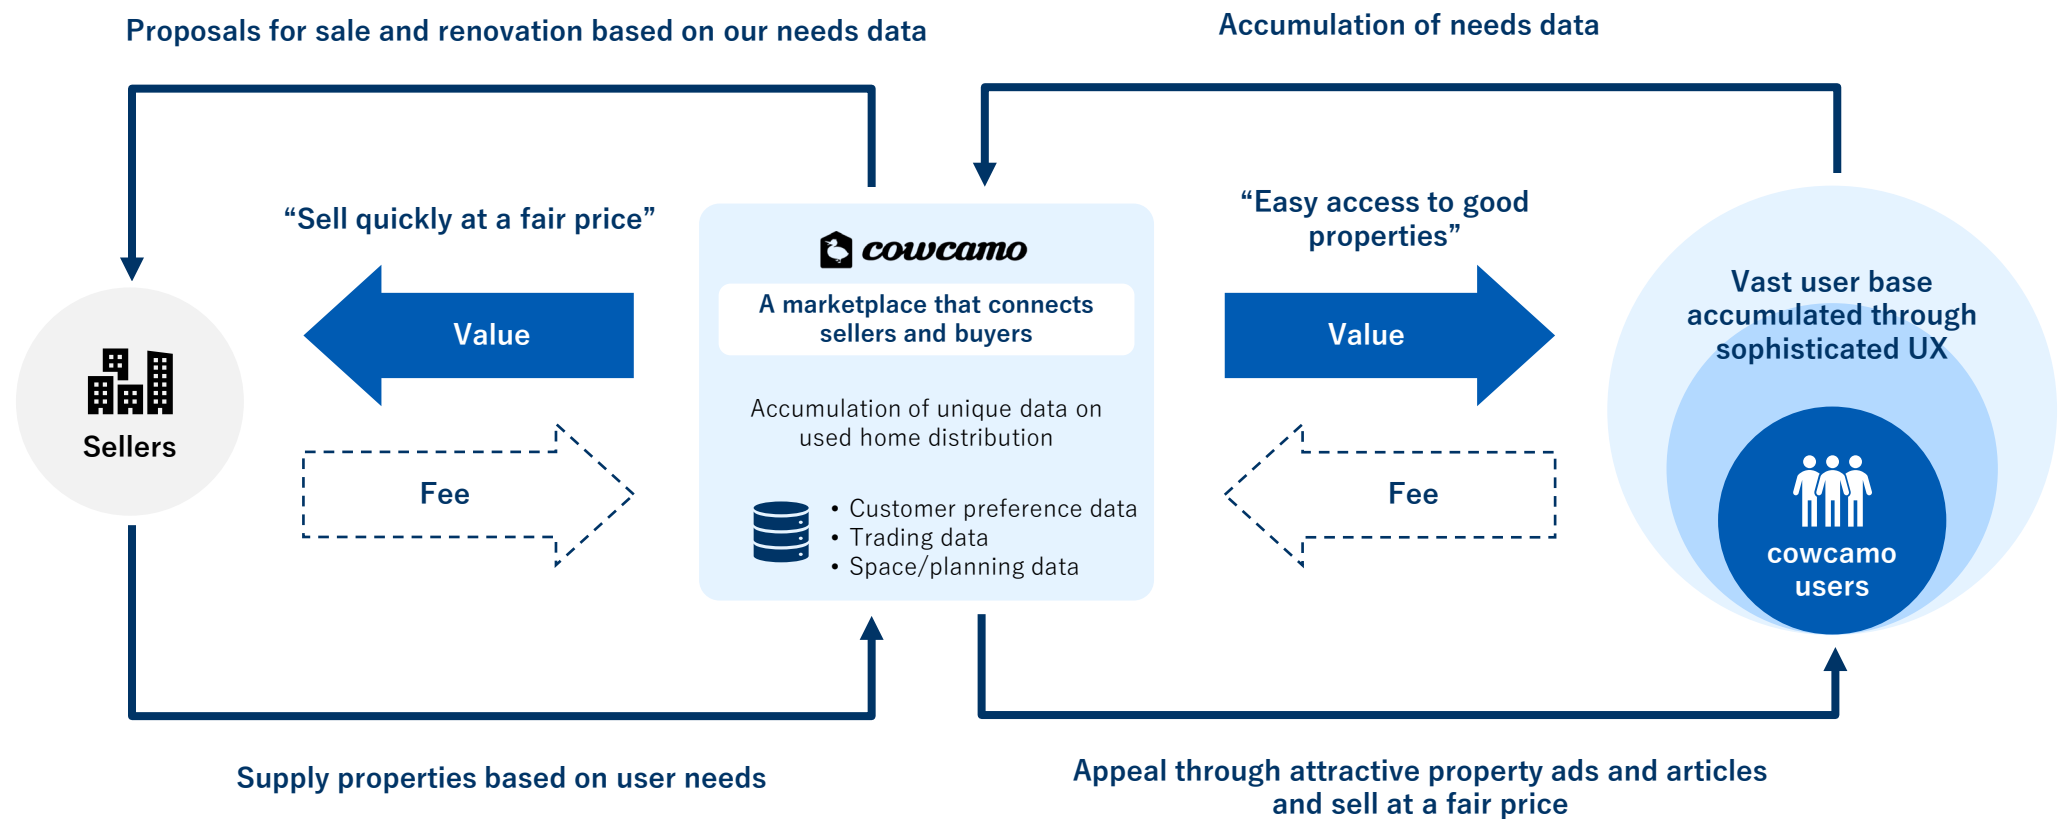 Proposals for sale and renovation based on our needs data
Accumulation of needs data
“Sell quickly at a fair price”
“Easy access to good
properties”
cowcamo
A marketplace that connects
sellers and buyers
Value
Value
Vast user base
accumulated through
sophisticated UX
Sellers
Accumulation of unique data on
used home distribution
Fee
Fee
• Customer preference data
• Trading data
• Space/planning data
cowcamo
users
Supply properties based on user needs
Appeal through attractive property ads and articles
and sell at a fair price